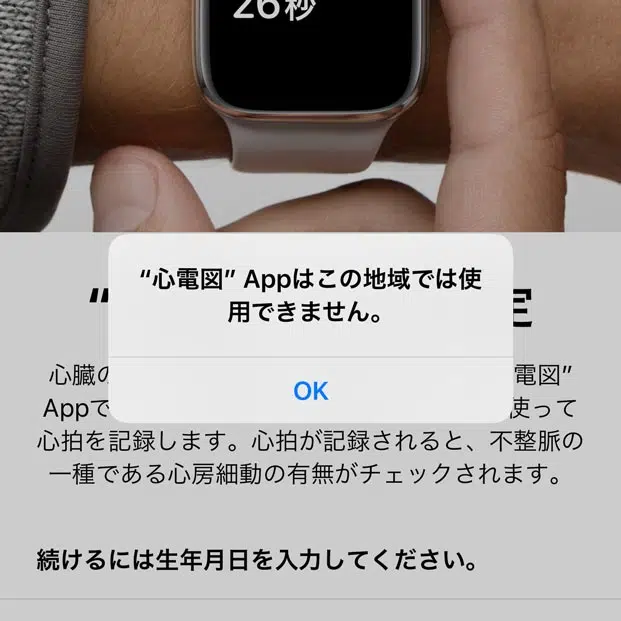 26秒
“心電図” Appはこの地域では使
用できません。
OK
“
定
心臓の
電図”
Appで
使って
心拍を記録します。心拍が記録されると、不整脈の
一種である心房細動の有無がチェックされます。
続けるには生年月日を入力してください。